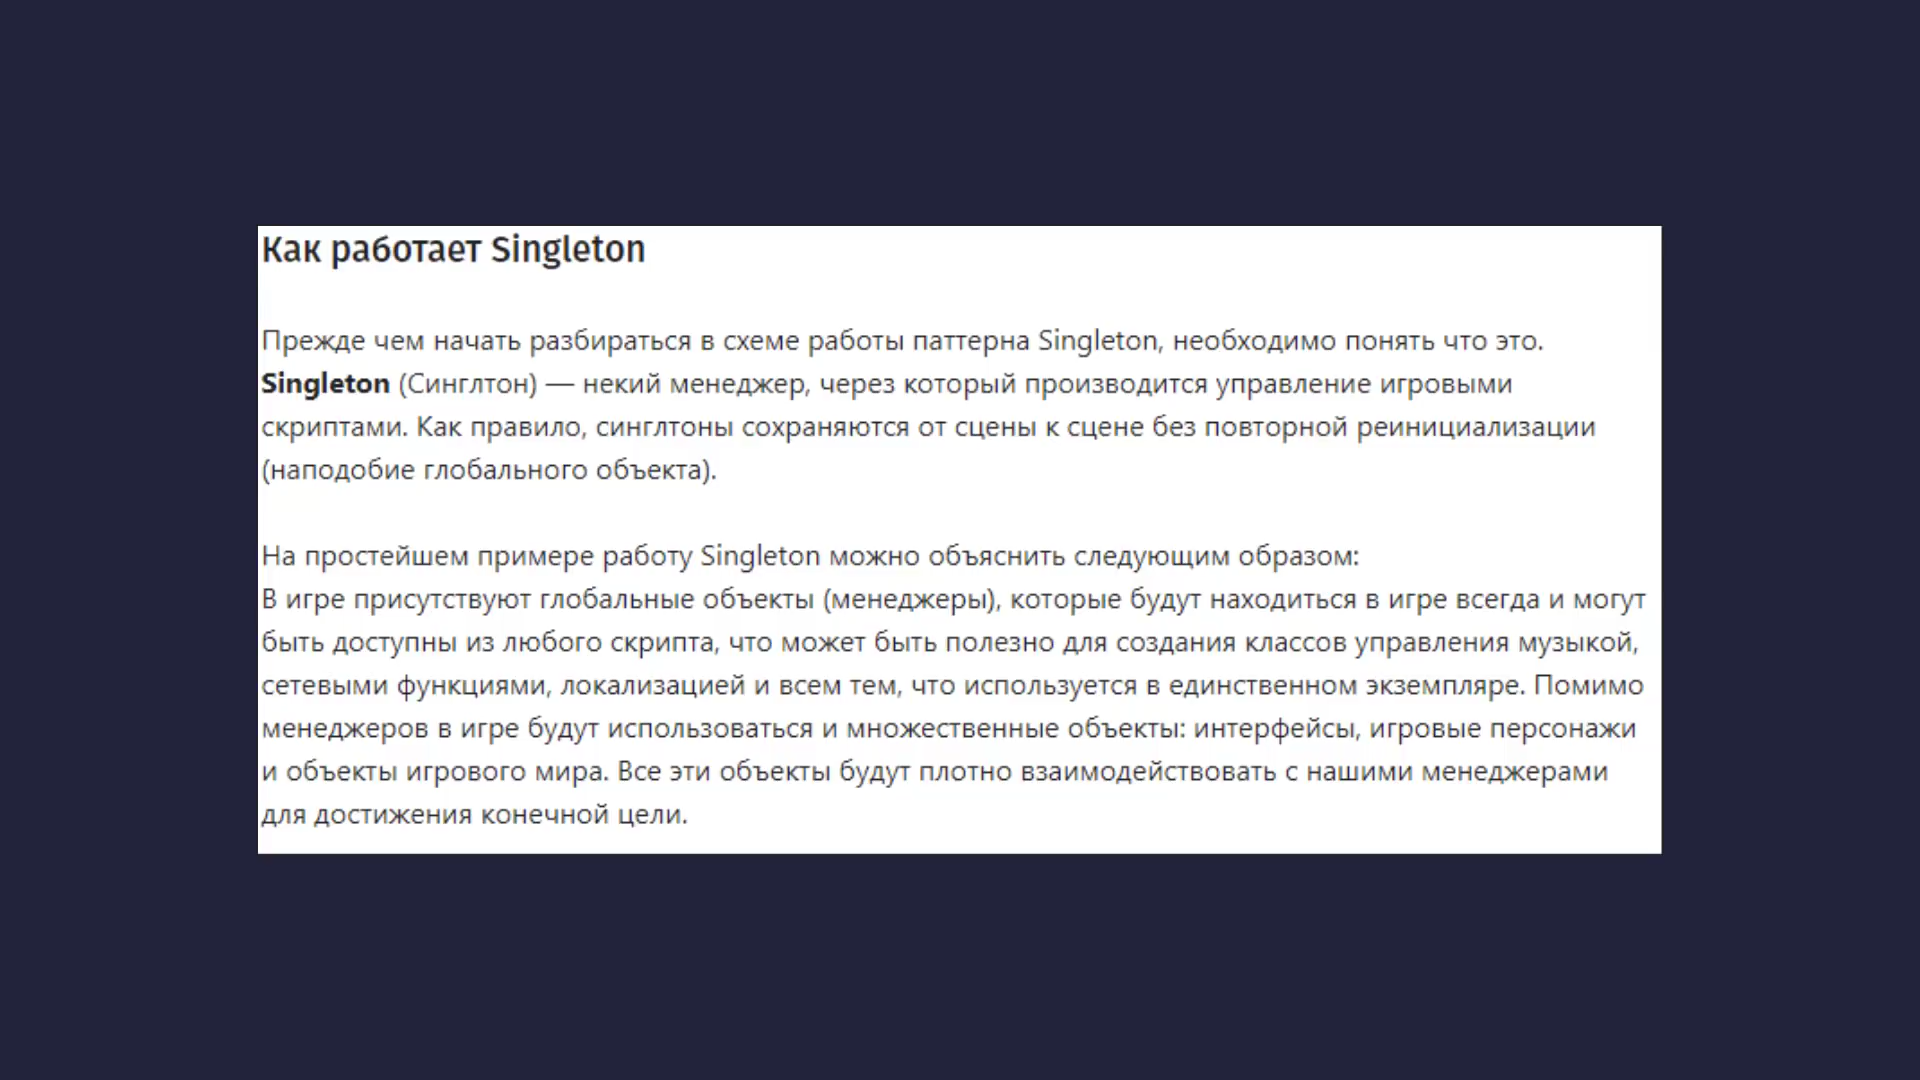 Как работает Singleton
Прежде чем начать разбираться в схеме работы паттерна Singleton, необходимо понять что это.
Singleton (Синглтон) — некий менеджер, через который производится управление игровыми
скриптами. Как правило, синглтоны сохраняются от сцены к сцене без повторной реинициализации
(наподобие глобального объекта).
На простейшем примере работу Singleton можно объяснить следующим образом:
В игре присутствуют глобальные объекты (менеджеры), которые будут находиться в игре всегда и могут
быть доступны из любого скрипта, что может быть полезно для создания классов управления музыкой,
сетевыми функциями, локализацией и всем тем, что используется в единственном экземпляре. Помимо
менеджеров в игре будут использоваться и множественные объекты: интерфейсы, игровые персонажи
и объекты игрового мира. Все эти объекты будут плотно взаимодействовать с нашими менеджерами
для достижения конечной цели.